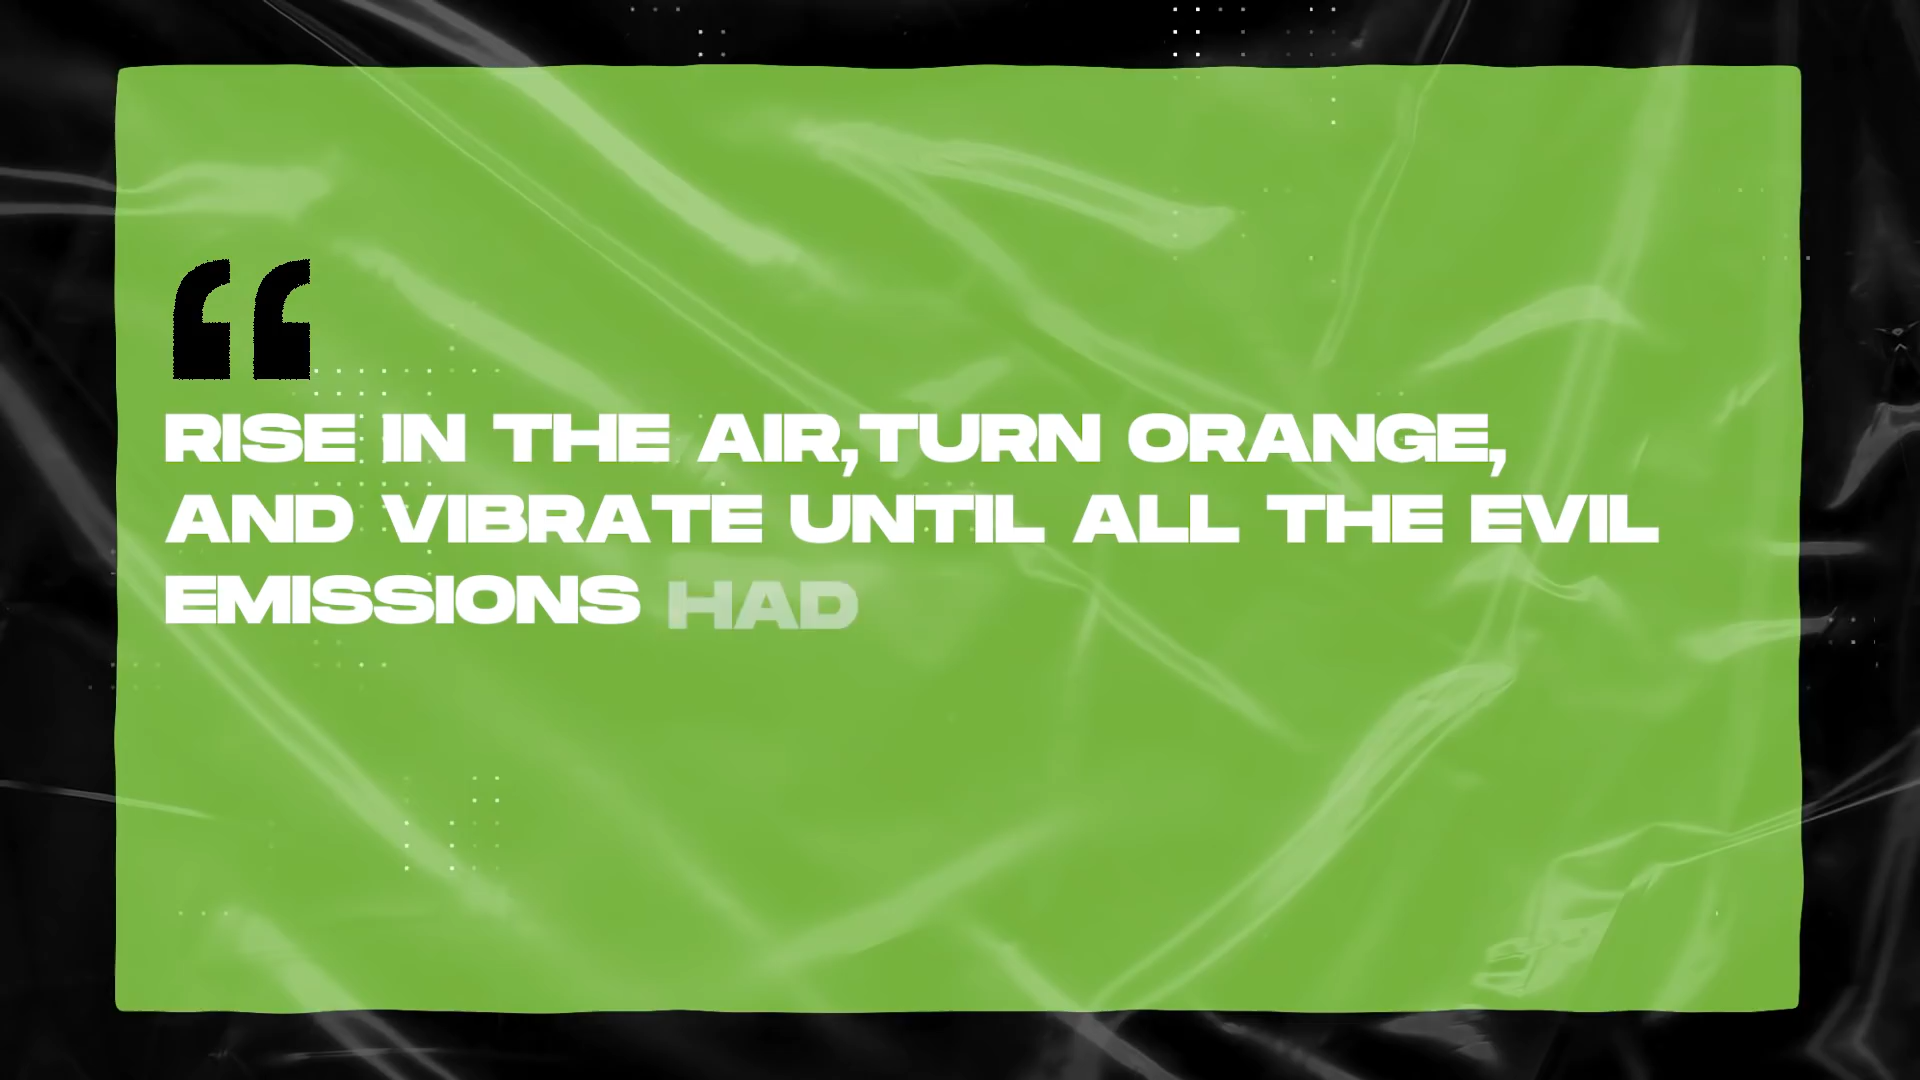 “
RISE IN THE AIR,TURN ORANGE,
AND VIBRATE UNTIL ALL THE EVIL
EMISSIONS HAD